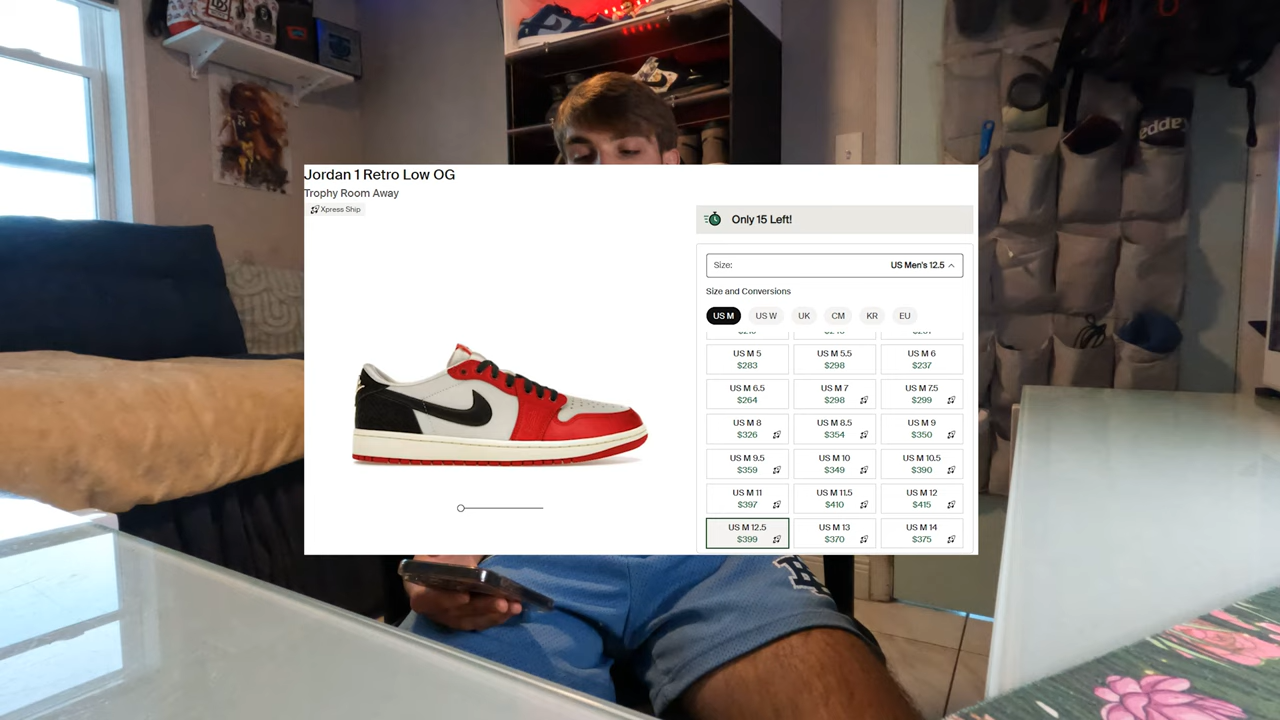 Kappa
Jordan 1 Retro Low OG
Trophy Room Away
Xpress Ship
Only 15 Left!
Size:
US Men's 12.5
Size and Conversions
US M
US W
UK
CM
KR
EU
US M 5
$283
US M 5.5
$298
US M 6
$237
US M 6.5
$264
US M 7
$298
US M 7.5
$299
US M 8
$326
US M 8.5
$354
US M 9
$350
US M 9.5
$359
US M 10
$349
US M 10.5
$390
US M 11
$397
US M 11.5
$410
US M 12
$415
US M 12.5
$399
US M 13
$370
US M 14
$375